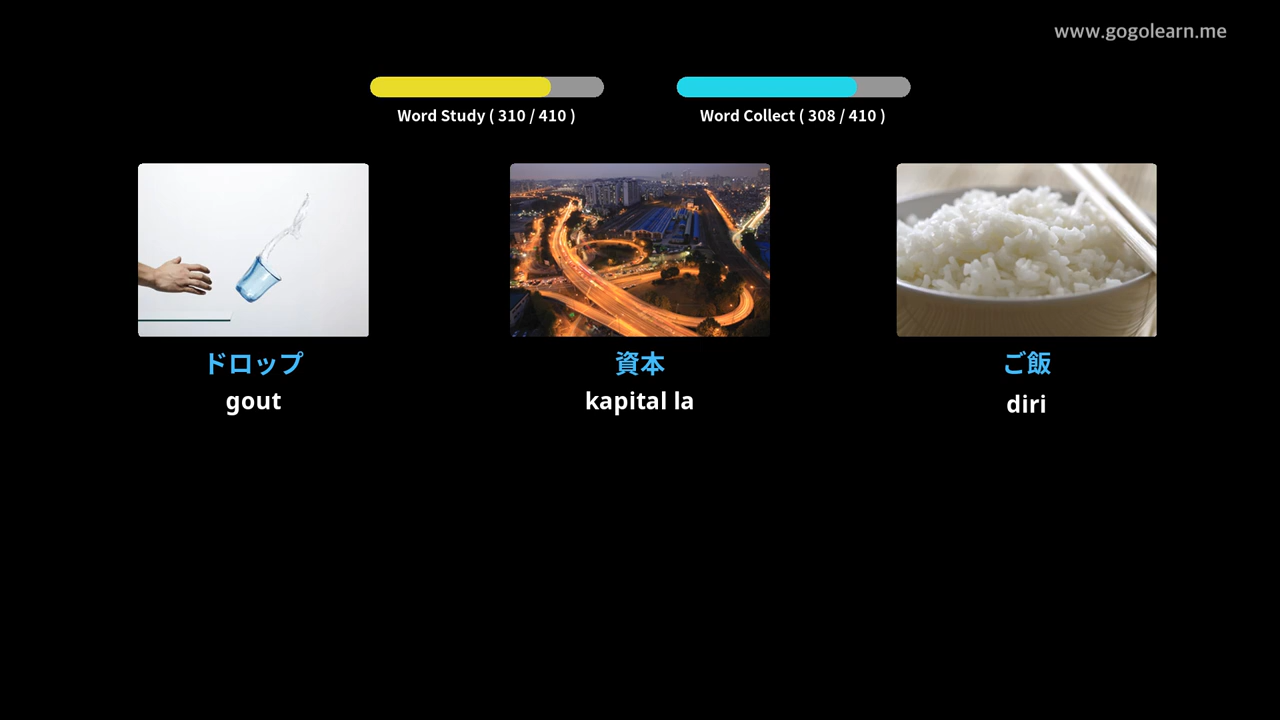 www.gogolearn.me
Word Study ( 310 / 410 )
Word Collect ( 308 / 410 )
ドロップ
gout
資本
kapital la
ご飯
diri